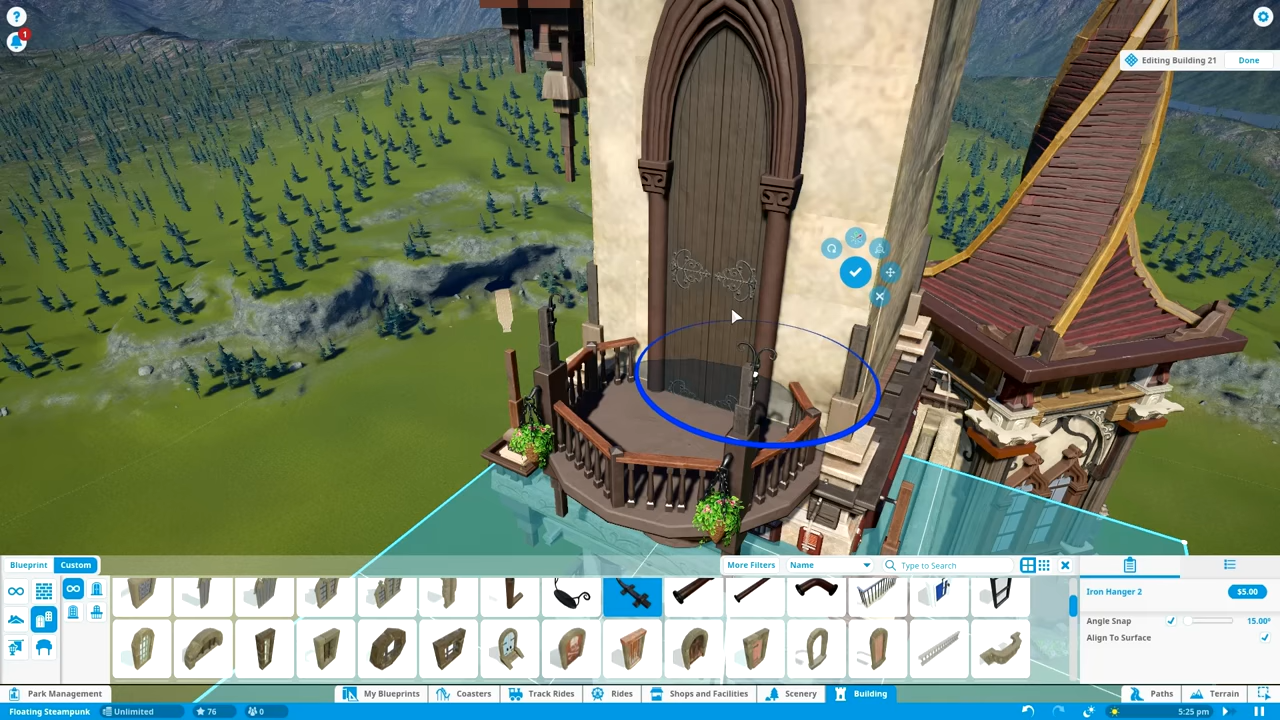 ?
1
Editing Building 21 Done
Blueprint Custom More Filters Name Type to Search
Iron Hanger 2 $5.00
Angle Snap 15.00°
Align To Surface
Park Management My Blueprints Coasters Track Rides Rides Shops and Facilities Scenery Building Paths Terrain
Floating Steampunk Unlimited 76 0 5:25 pm